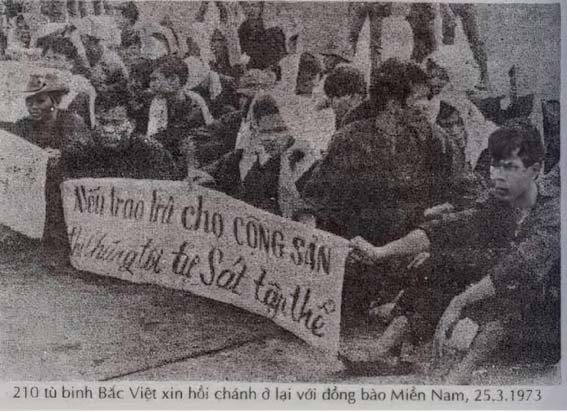 Nếu trao trả cho CỘNG SẢN
thì chúng tôi tự Sát tập thể
210 tù binh Bắc Việt xin hồi chánh ở lại với đồng bào Miền Nam, 25.3.1973